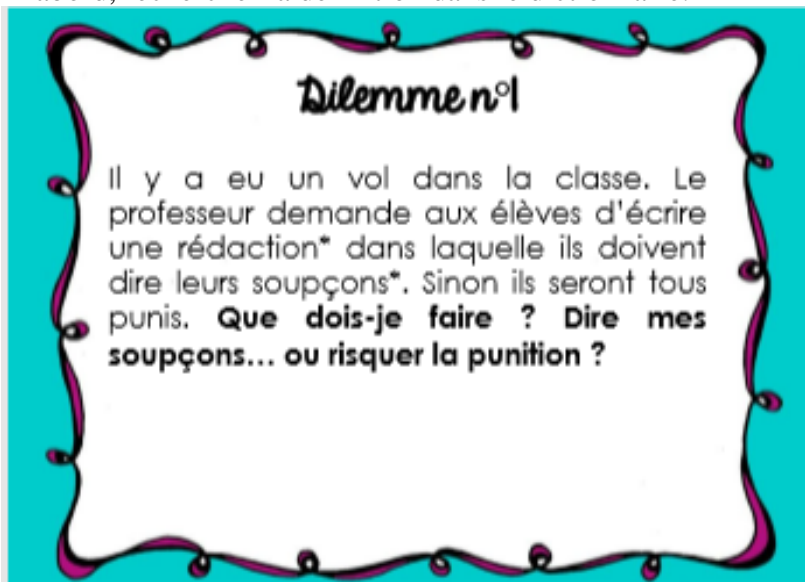 Dilemme n°1
Il y a eu un vol dans la classe. Le
professeur demande aux élèves d'écrire
une rédaction* dans laquelle ils doivent
dire leurs soupçons*. Sinon ils seront tous
punis. Que dois-je faire ? Dire mes
soupçons... ou risquer la punition ?